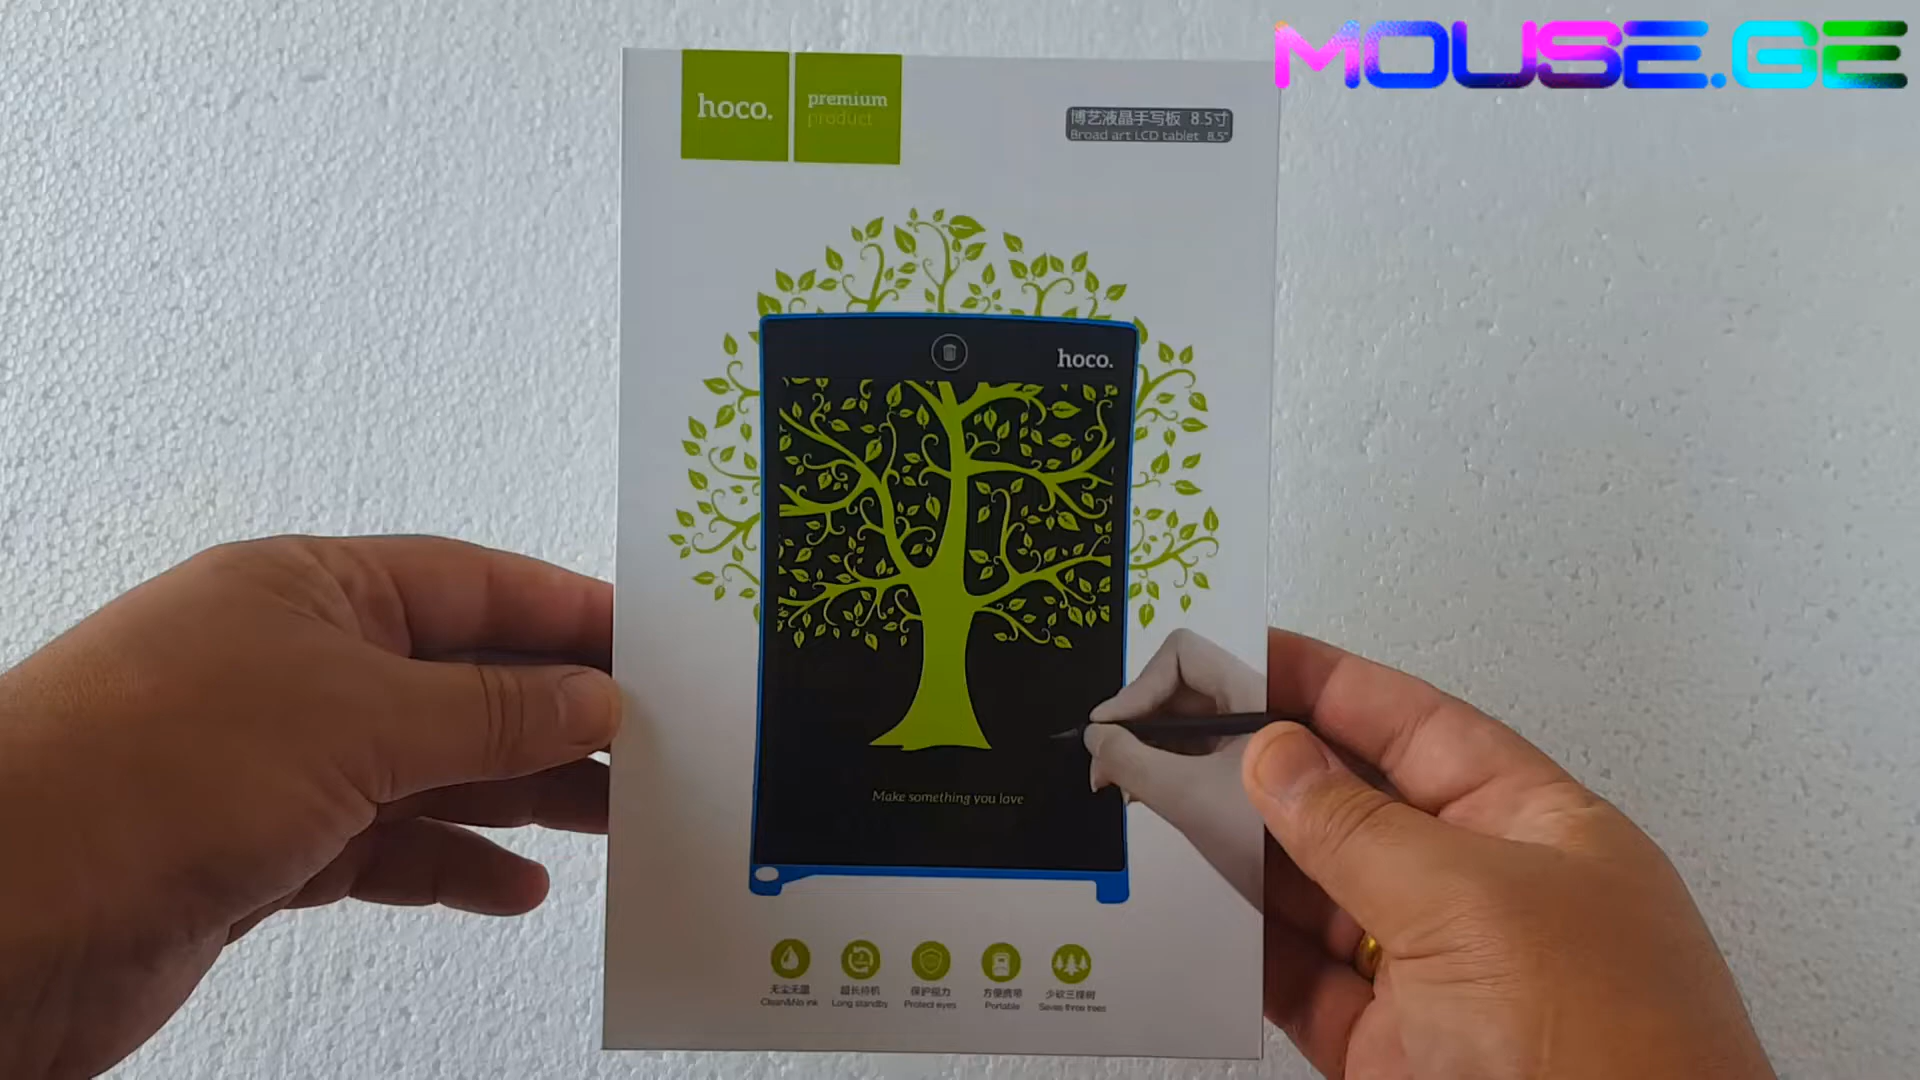 MOUSE.GE
hoco.
premium
product
博艺液晶手写板 8.5寸
Broad art LCD tablet 8.5"
hoco.
Make something you love
无尘无墨
Clean&No ink
超长待机
Long standby
保护视力
Protect eyes
方便携带
Portable
少砍三棵树
Saves three trees